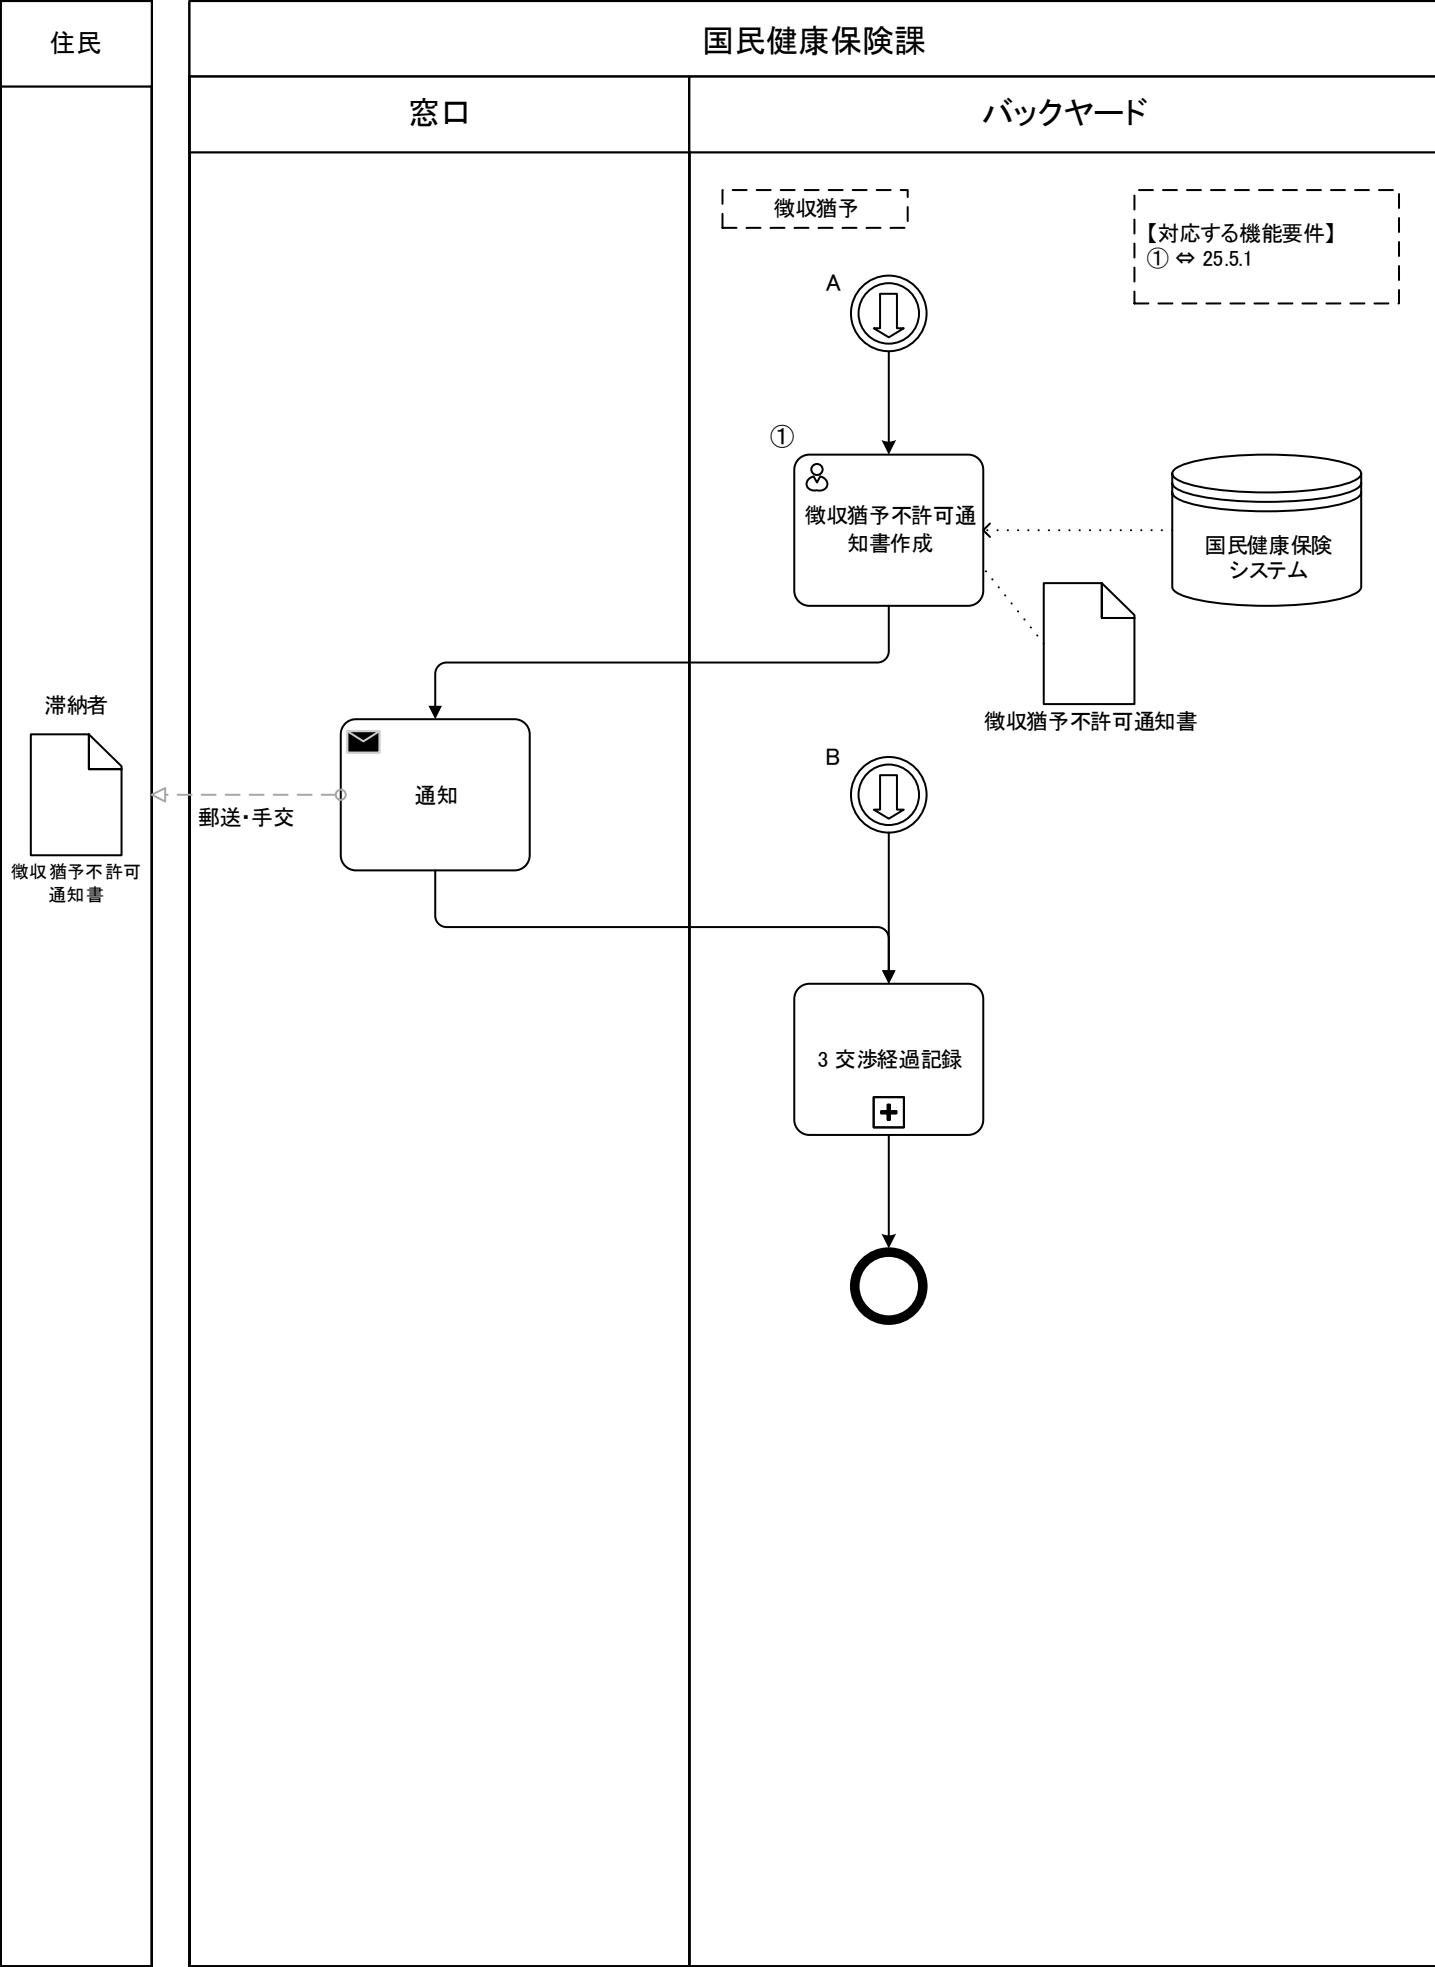 住民
国民健康保険課
窓口
バックヤード
徴収猶予
【対応する機能要件】
① ⇔ 25.5.1
A
①
徴収猶予不許可通
知書作成
国民健康保険
システム
徴収猶予不許可通知書
滞納者
徴収猶予不許可
通知書
郵送・手交
通知
B
3 交渉経過記録